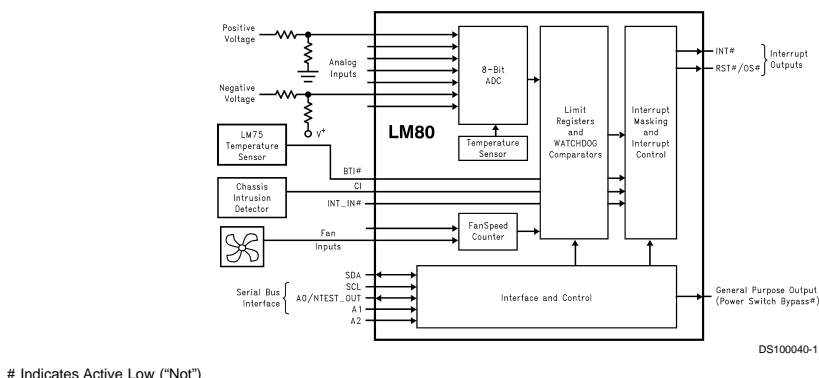 Positive
Voltage
Analog
Inputs
Negative
Voltage
V+
8-Bit
ADC
LM80
Temperature
Sensor
Limit
Registers
and
WATCHDOG
Comparators
Interrupt
Masking
and
Interrupt
Control
INT#
RST#/OS#
Interrupt
Outputs
LM75
Temperature
Sensor
BTI#
Chassis
Intrusion
Detector
CI
INT_IN#
Fan
Inputs
FanSpeed
Counter
Serial Bus
Interface
SDA
SCL
A0/NTEST_OUT
A1
A2
Interface and Control
General Purpose Output
(Power Switch Bypass#)
DS100040-1
# Indicates Active Low (“Not”)